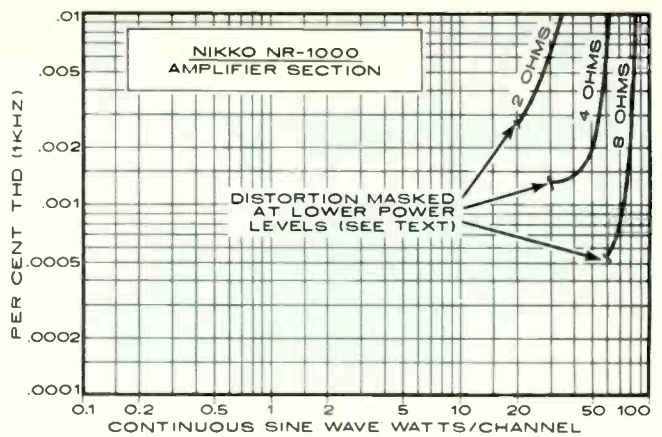 .01
.005
.002
.001
.0005
.0002
.0001
PER CENT THD (1KHZ)
NIKKO NR-1000
AMPLIFIER SECTION
2 OHMS
4 OHMS
8 OHMS
DISTORTION MASKED
AT LOWER POWER
LEVELS (SEE TEXT)
0.1 0.5 1 2 5 10 20 50 100
CONTINUOUS SINE WAVE WATTS/CHANNEL